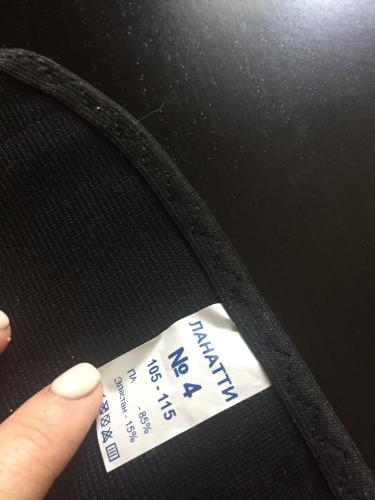 ЛАНАТТИ
№ 4
105 - 115
ПА - 85%
Эластан - 15%